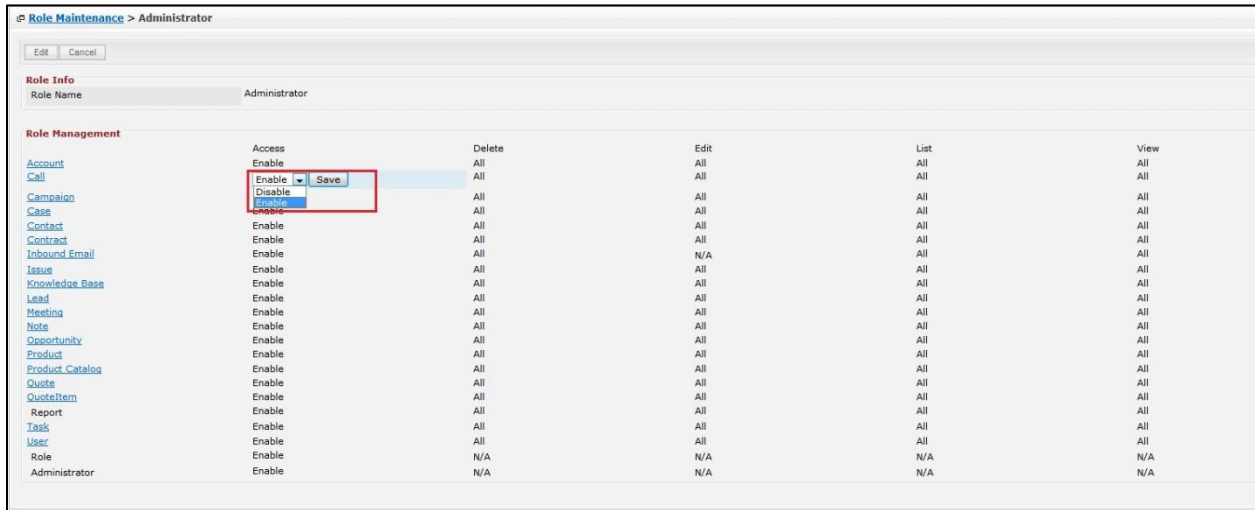 Role Maintenance > Administrator
Edit Cancel
Role Info
Role Name Administrator
Role Management
Access Delete Edit List View
Account Enable All All All All
Call Enable Save All All All All
Disable
Campaign Enable All All All All
Case Enable All All All All
Contact Enable All All All All
Contract Enable All All All All
Inbound Email Enable All N/A All All
Issue Enable All All All All
Knowledge Base Enable All All All All
Lead Enable All All All All
Meeting Enable All All All All
Note Enable All All All All
Opportunity Enable All All All All
Product Enable All All All All
Product Catalog Enable All All All All
Quote Enable All All All All
QuoteItem Enable All All All All
Report Enable All All All All
Task Enable All All All All
User Enable All All All All
Role Enable N/A N/A N/A N/A
Administrator Enable N/A N/A N/A N/A